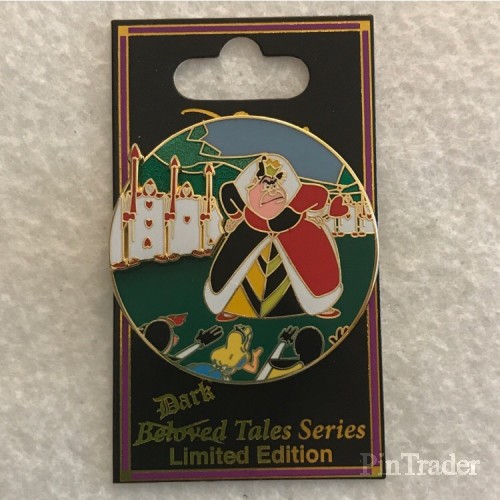 Dark
Beloved Tales Series
Limited Edition
PinTrader